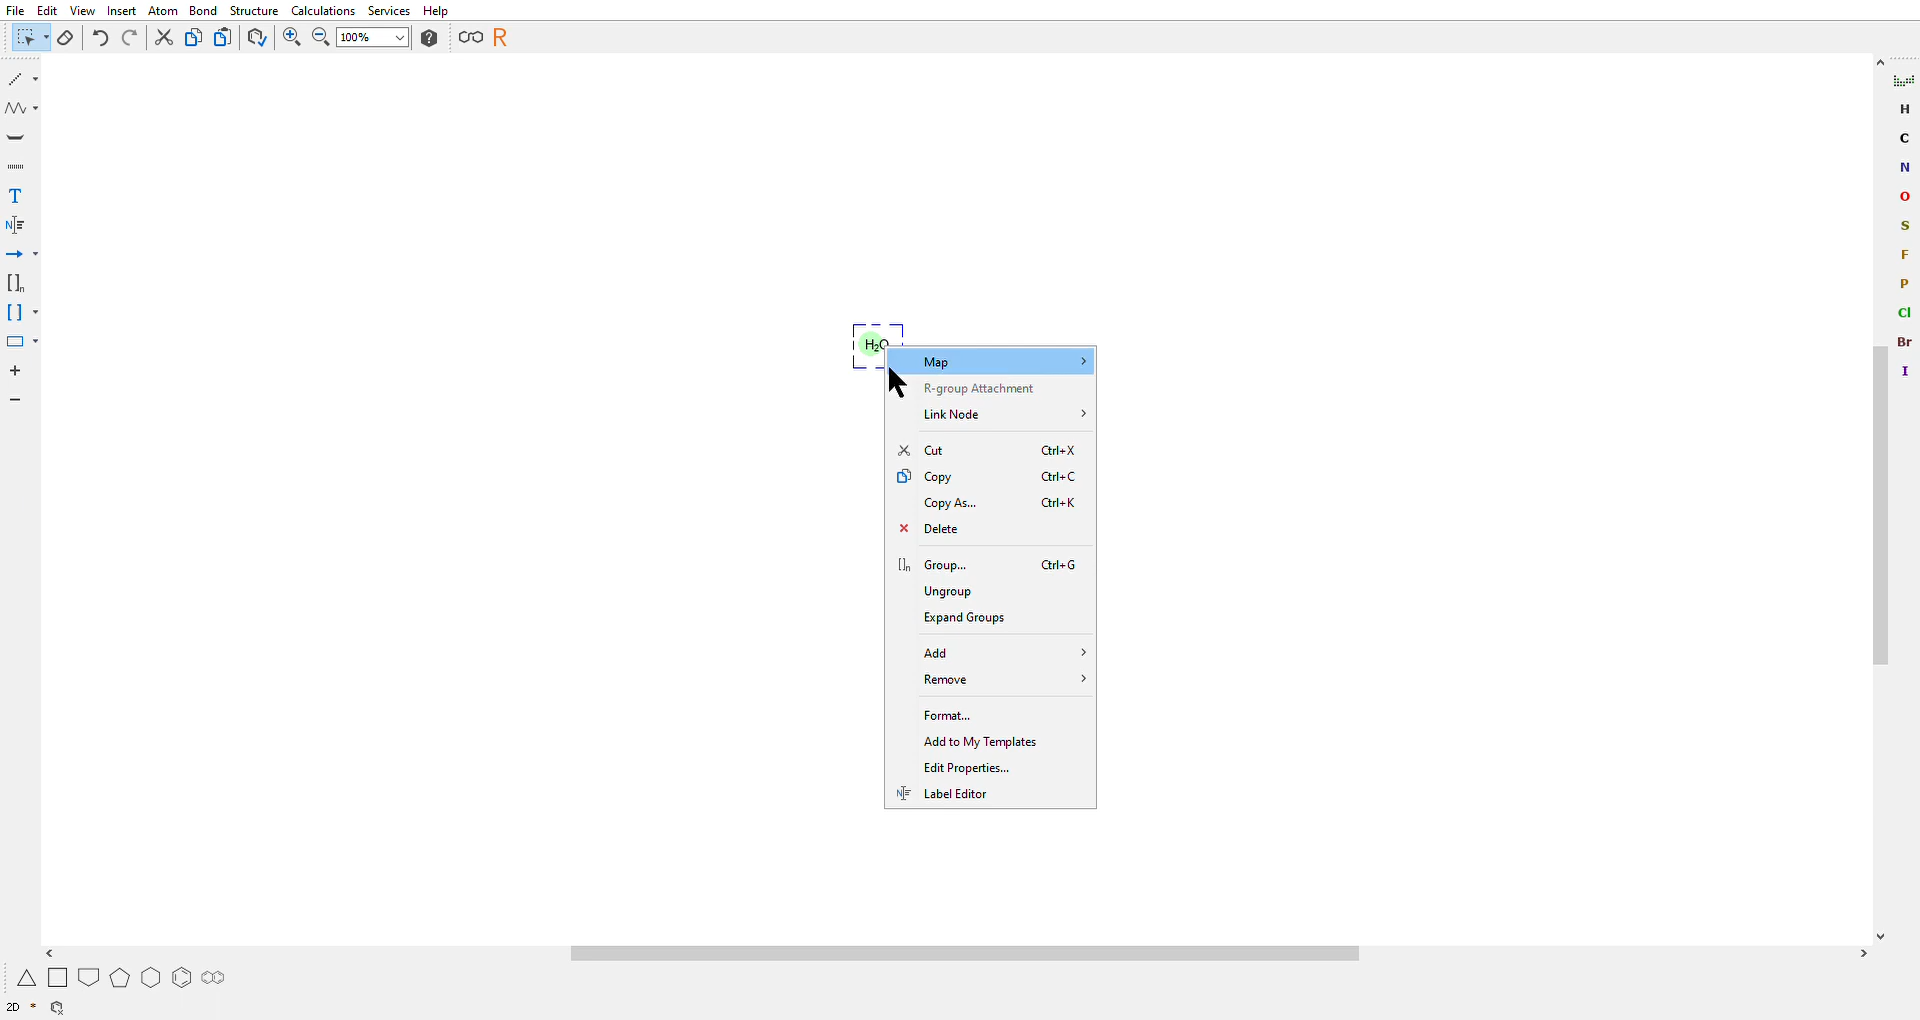 File Edit View Insert Atom Bond Structure Calculations Services Help
100% R
H
T C
N N
O
S
F
[]n P
Cl
Br
I
H₂O
Map
R-group Attachment
Link Node
Cut Ctrl+X
Copy Ctrl+C
Copy As... Ctrl+K
Delete
[]n Group... Ctrl+G
Ungroup
Expand Groups
Add
Remove
Format...
Add to My Templates
Edit Properties...
N Label Editor
2D *